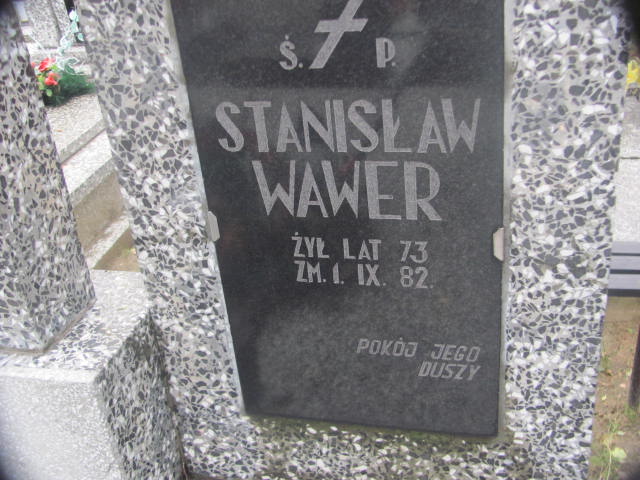 Ś. P.
STANISŁAW
WAWER
ŻYŁ LAT 73
ZM. 1. IX. 82.
POKÓJ JEGO
DUSZY